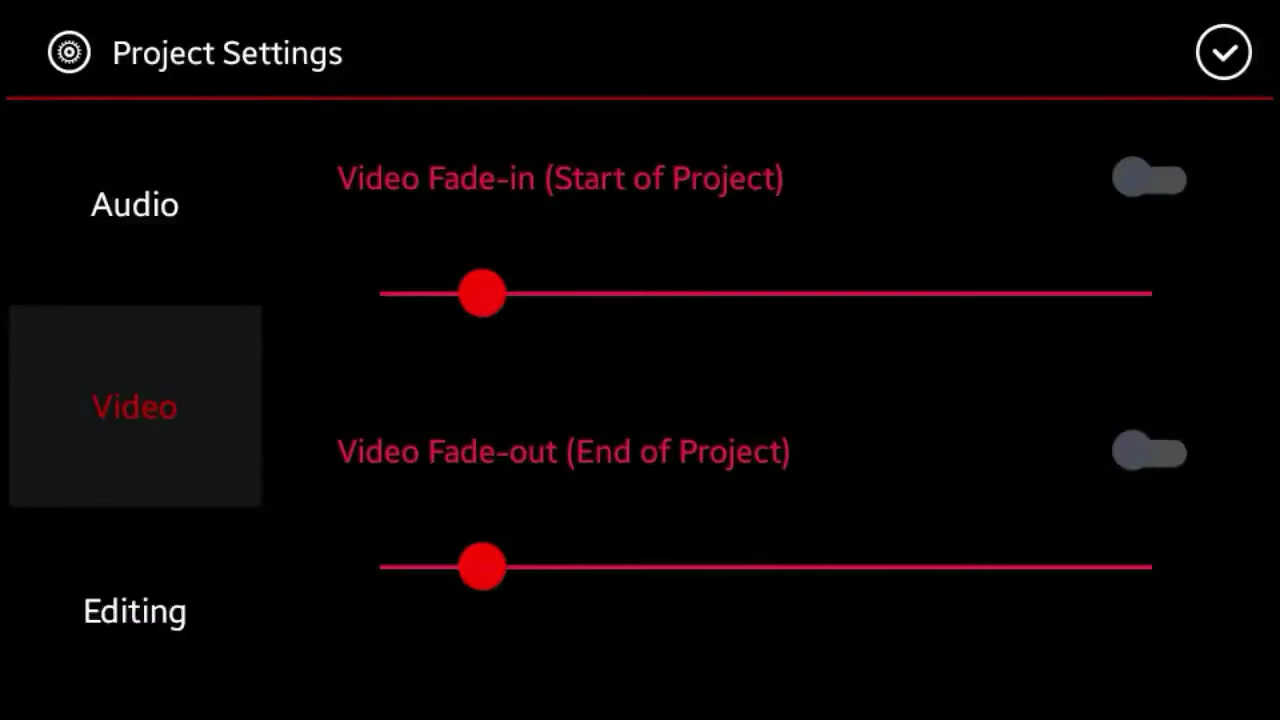 Project Settings
Audio
Video
Editing
Video Fade-in (Start of Project)
Video Fade-out (End of Project)